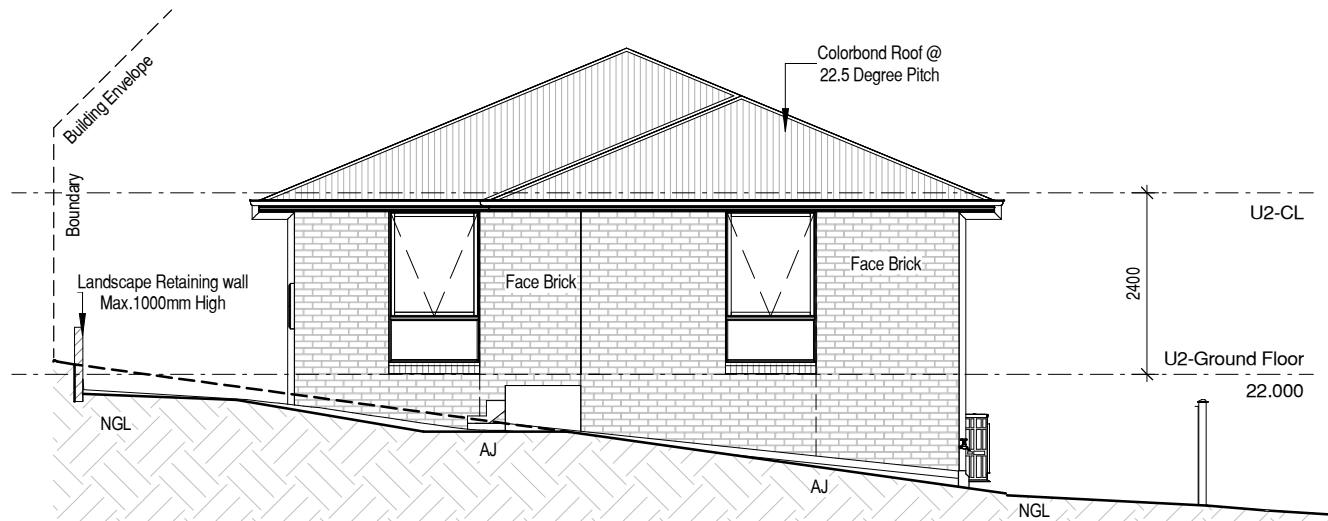 Building Envelope
Boundary
Colorbond Roof @
22.5 Degree Pitch
U2-CL
Landscape Retaining wall
Max.1000mm High
Face Brick
Face Brick
2400
U2-Ground Floor
22.000
NGL
AJ
AJ
NGL